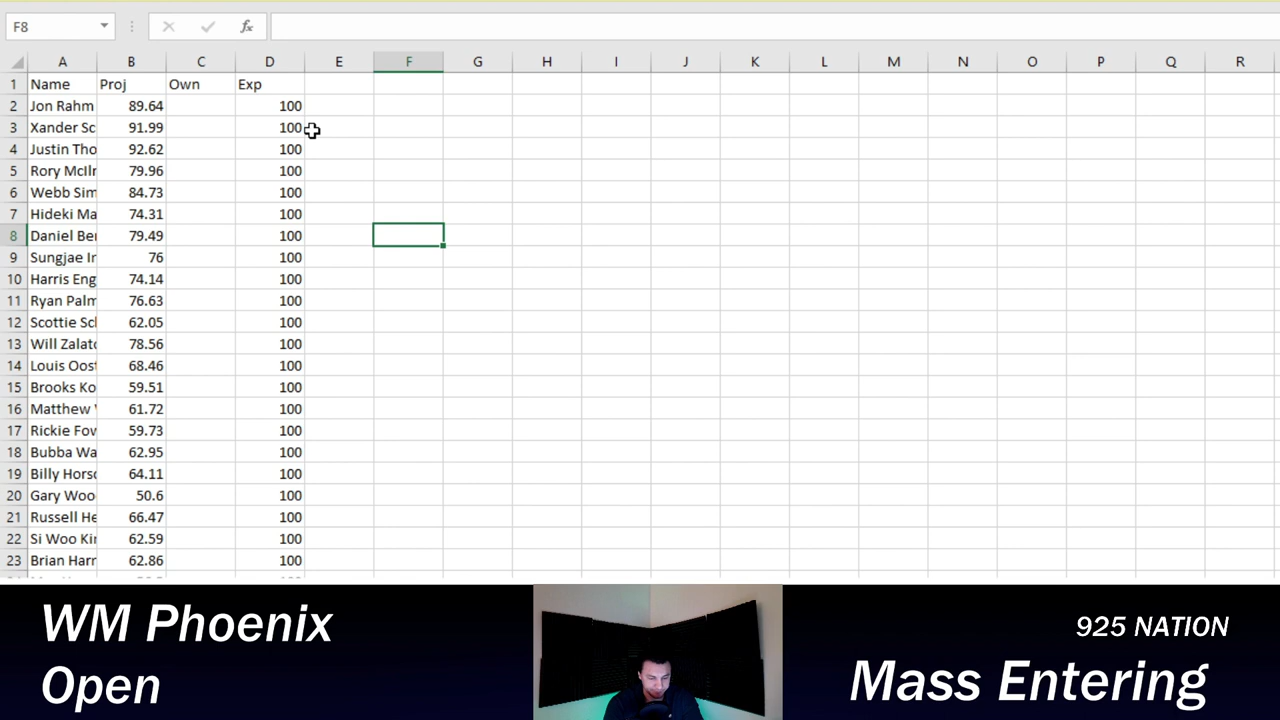 F8 fx
A B C D E F G H I J K L M N O P Q R
1 Name Proj Own Exp
2 Jon Rahm 89.64 100
3 Xander Sc 91.99 100
4 Justin Tho 92.62 100
5 Rory McIlr 79.96 100
6 Webb Sim 84.73 100
7 Hideki Ma 74.31 100
8 Daniel Ber 79.49 100
9 Sungjae Ir 76 100
10 Harris Eng 74.14 100
11 Ryan Palm 76.63 100
12 Scottie Scl 62.05 100
13 Will Zalato 78.56 100
14 Louis Oost 68.46 100
15 Brooks Ko 59.51 100
16 Matthew 61.72 100
17 Rickie Fov 59.73 100
18 Bubba Wa 62.95 100
19 Billy Horso 64.11 100
20 Gary Woo 50.6 100
21 Russell He 66.47 100
22 Si Woo Kir 62.59 100
23 Brian Harr 62.86 100
WM Phoenix
Open
925 NATION
Mass Entering